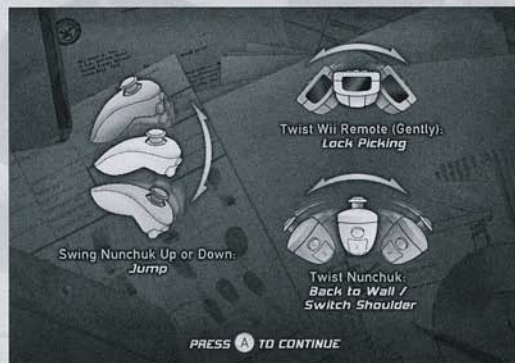 Twist Wii Remote (Gently):
Lock Picking
Swing Nunchuk Up or Down:
Jump
Twist Nunchuk:
Back to Wall /
Switch Shoulder
PRESS A TO CONTINUE